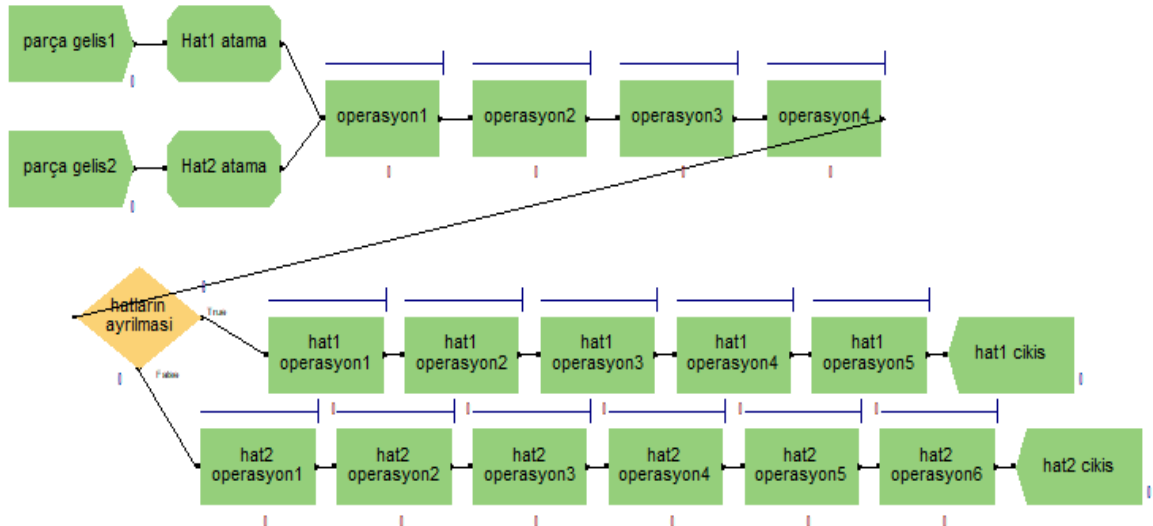 parça gelis1
Hat1 atama
operasyon1
operasyon2
operasyon3
operasyon4
parça gelis2
Hat2 atama
hatlarin
ayrilmasi
True
False
hat1
operasyon1
hat1
operasyon2
hat1
operasyon3
hat1
operasyon4
hat1
operasyon5
hat1 cikis
hat2
operasyon1
hat2
operasyon2
hat2
operasyon3
hat2
operasyon4
hat2
operasyon5
hat2
operasyon6
hat2 cikis